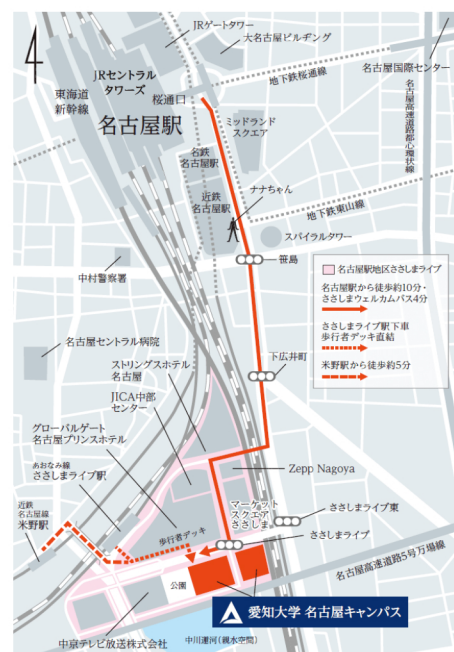 JRゲートタワー
大名古屋ビルヂング
JRセントラル
タワーズ
名古屋国際センター
地下鉄桜通線
東海道
新幹線
桜通口
名古屋高速道路都心環状線
名古屋駅
ミッドランド
スクエア
名鉄
名古屋駅
ナナちゃん
近鉄
名古屋駅
地下鉄東山線
スパイラルタワー
笹島
中村警察署
名古屋駅地区ささしまライブ
名古屋駅から徒歩約10分・
ささしまウェルカムバス4分
ささしまライブ駅下車
歩行者デッキ直結
米野駅から徒歩約5分
名古屋セントラル病院
ストリングスホテル
名古屋
下広井町
JICA中部
センター
グローバルゲート
名古屋プリンスホテル
あおなみ線
ささしまライブ駅
Zepp Nagoya
近鉄
名古屋線
米野駅
マーケット
スクエア
ささしま
ささしまライブ東
歩行者デッキ
ささしまライブ
名古屋高速道路5号万場線
公園
愛知大学 名古屋キャンパス
中京テレビ放送株式会社
中川運河(親水空間)